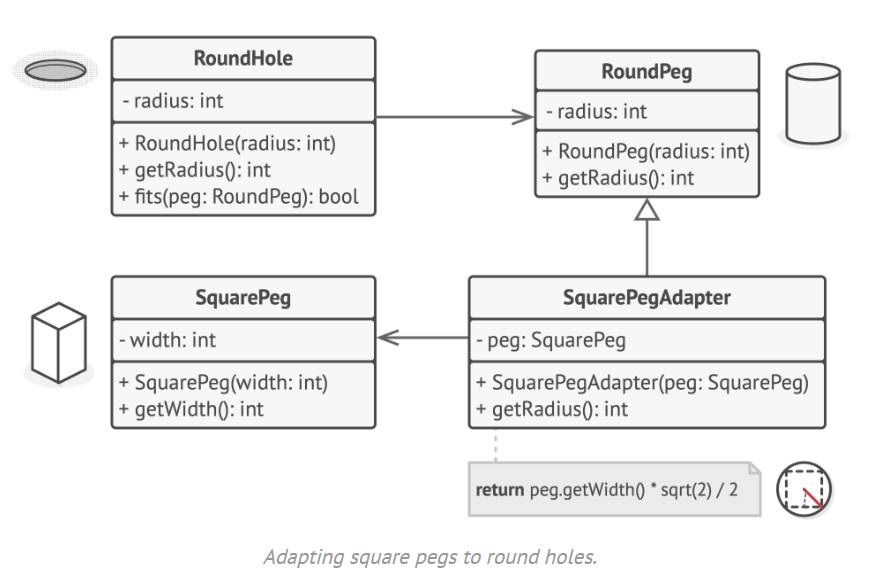 RoundHole
- radius: int
+ RoundHole(radius: int)
+ getRadius(): int
+ fits(peg: RoundPeg): bool
RoundPeg
- radius: int
+ RoundPeg(radius: int)
+ getRadius(): int
SquarePeg
- width: int
+ SquarePeg(width: int)
+ getWidth(): int
SquarePegAdapter
- peg: SquarePeg
+ SquarePegAdapter(peg: SquarePeg)
+ getRadius(): int
return peg.getWidth() * sqrt(2) / 2
Adapting square pegs to round holes.